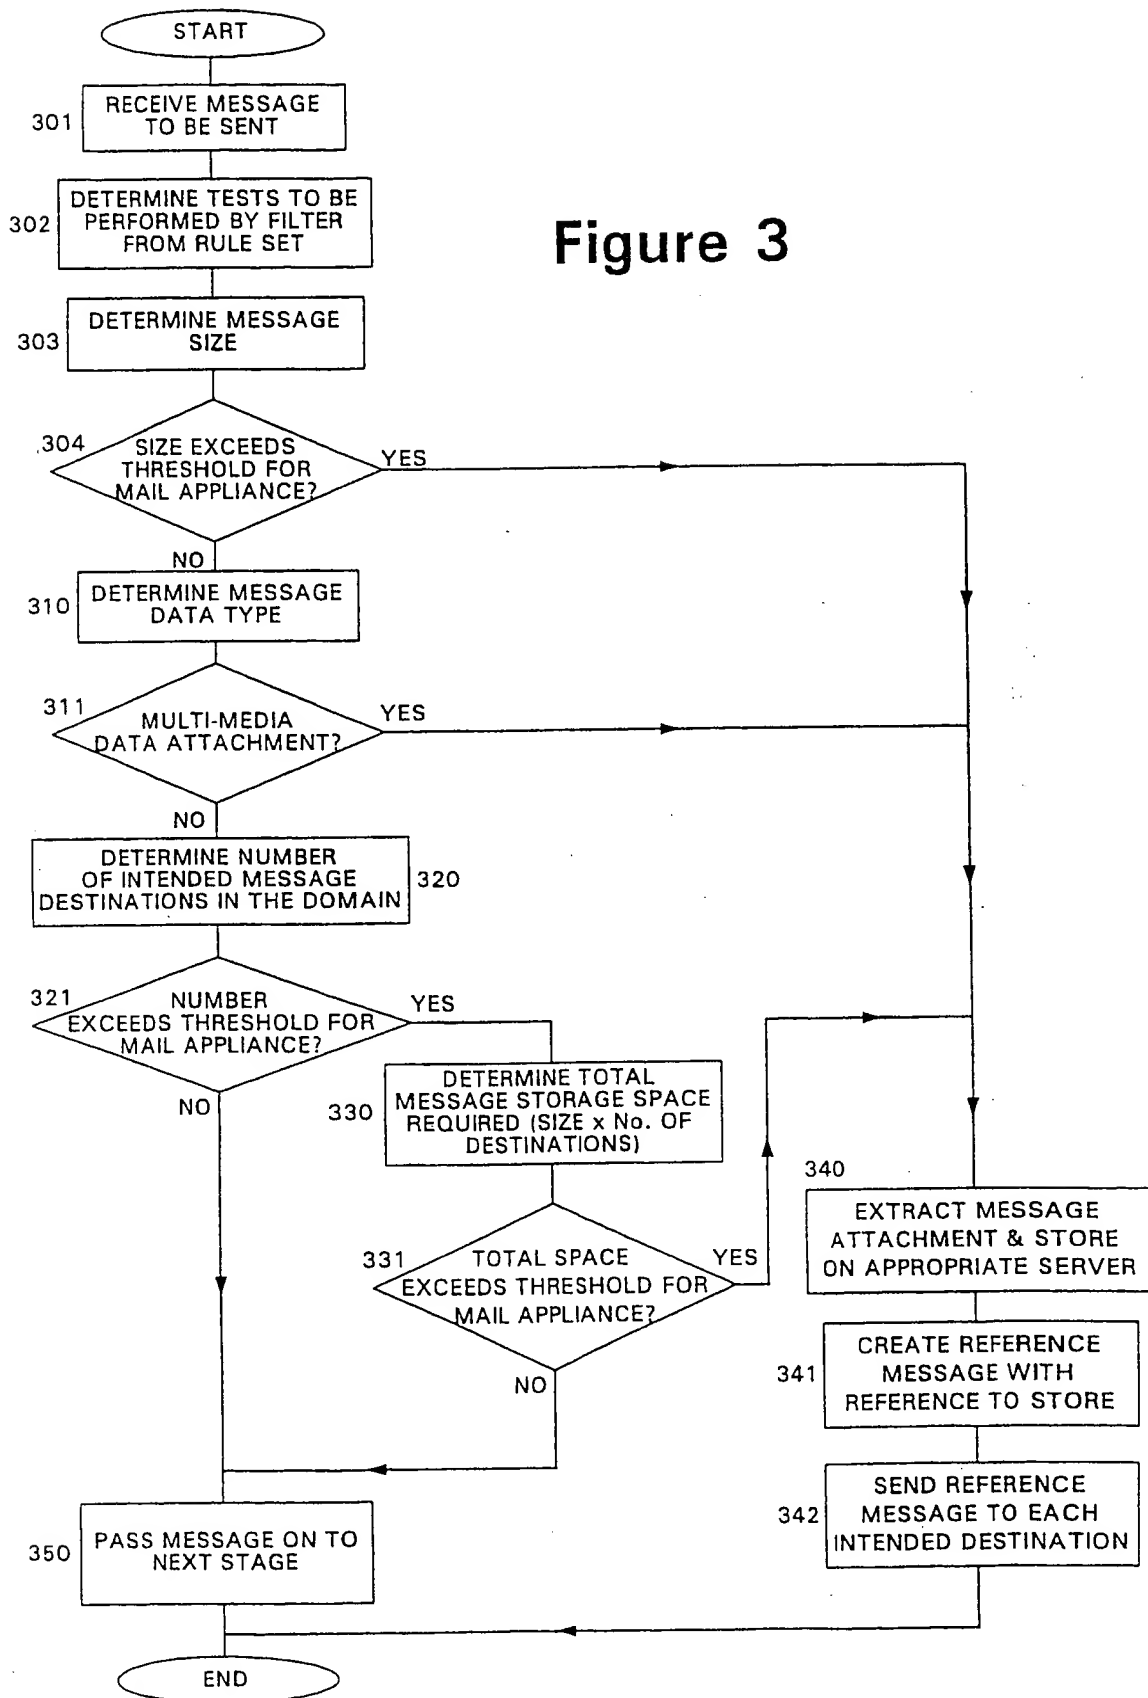 START
301
RECEIVE MESSAGE
TO BE SENT
302
DETERMINE TESTS TO BE
PERFORMED BY FILTER
FROM RULE SET
Figure 3
303
DETERMINE MESSAGE
SIZE
304
SIZE EXCEEDS
THRESHOLD FOR
MAIL APPLIANCE?
YES
NO
310
DETERMINE MESSAGE
DATA TYPE
311
MULTI-MEDIA
DATA ATTACHMENT?
YES
NO
DETERMINE NUMBER
OF INTENDED MESSAGE
DESTINATIONS IN THE DOMAIN
320
321
NUMBER
EXCEEDS THRESHOLD FOR
MAIL APPLIANCE?
YES
NO
330
DETERMINE TOTAL
MESSAGE STORAGE SPACE
REQUIRED (SIZE x No. OF
DESTINATIONS)
331
TOTAL SPACE
EXCEEDS THRESHOLD FOR
MAIL APPLIANCE?
YES
NO
340
EXTRACT MESSAGE
ATTACHMENT & STORE
ON APPROPRIATE SERVER
341
CREATE REFERENCE
MESSAGE WITH
REFERENCE TO STORE
342
SEND REFERENCE
MESSAGE TO EACH
INTENDED DESTINATION
350
PASS MESSAGE ON TO
NEXT STAGE
END